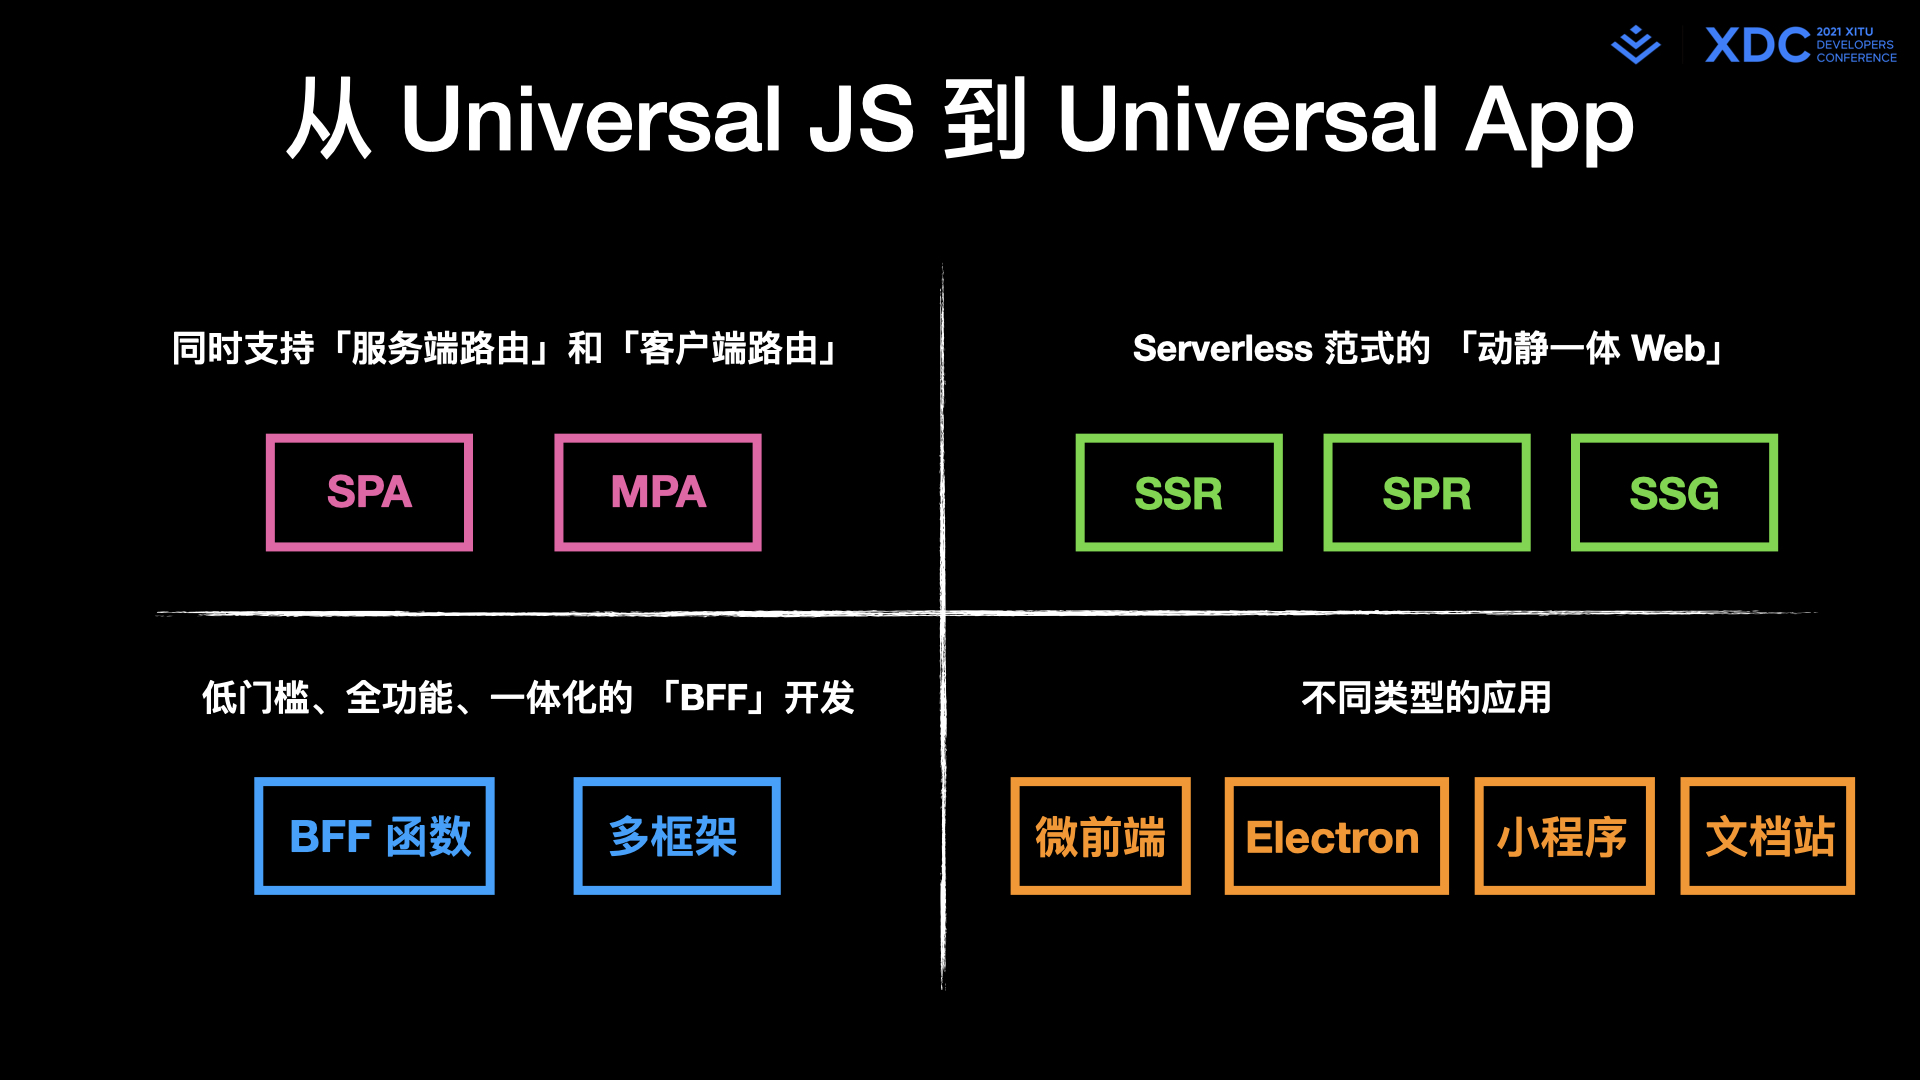 XDC
2021 XITU
DEVELOPERS
CONFERENCE
从 Universal JS 到 Universal App
同时支持「服务端路由」和「客户端路由」
SPA
MPA
Serverless 范式的 「动静一体 Web」
SSR
SPR
SSG
低门槛、全功能、一体化的 「BFF」开发
BFF 函数
多框架
不同类型的应用
微前端
Electron
小程序
文档站